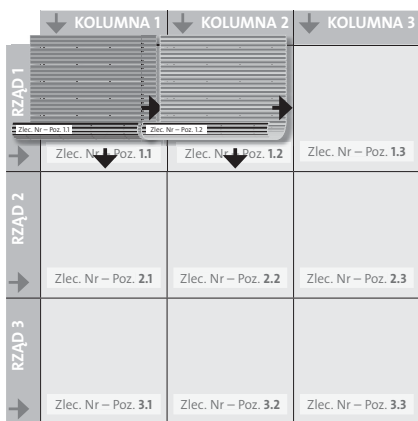 KOLUMNA 1 KOLUMNA 2 KOLUMNA 3
RZĄD 1
Zlec. Nr – Poz. 1.1 Zlec. Nr – Poz. 1.2
Zlec. Nr – Poz. 1.1 Zlec. Nr – Poz. 1.2 Zlec. Nr – Poz. 1.3
RZĄD 2
Zlec. Nr – Poz. 2.1 Zlec. Nr – Poz. 2.2 Zlec. Nr – Poz. 2.3
RZĄD 3
Zlec. Nr – Poz. 3.1 Zlec. Nr – Poz. 3.2 Zlec. Nr – Poz. 3.3